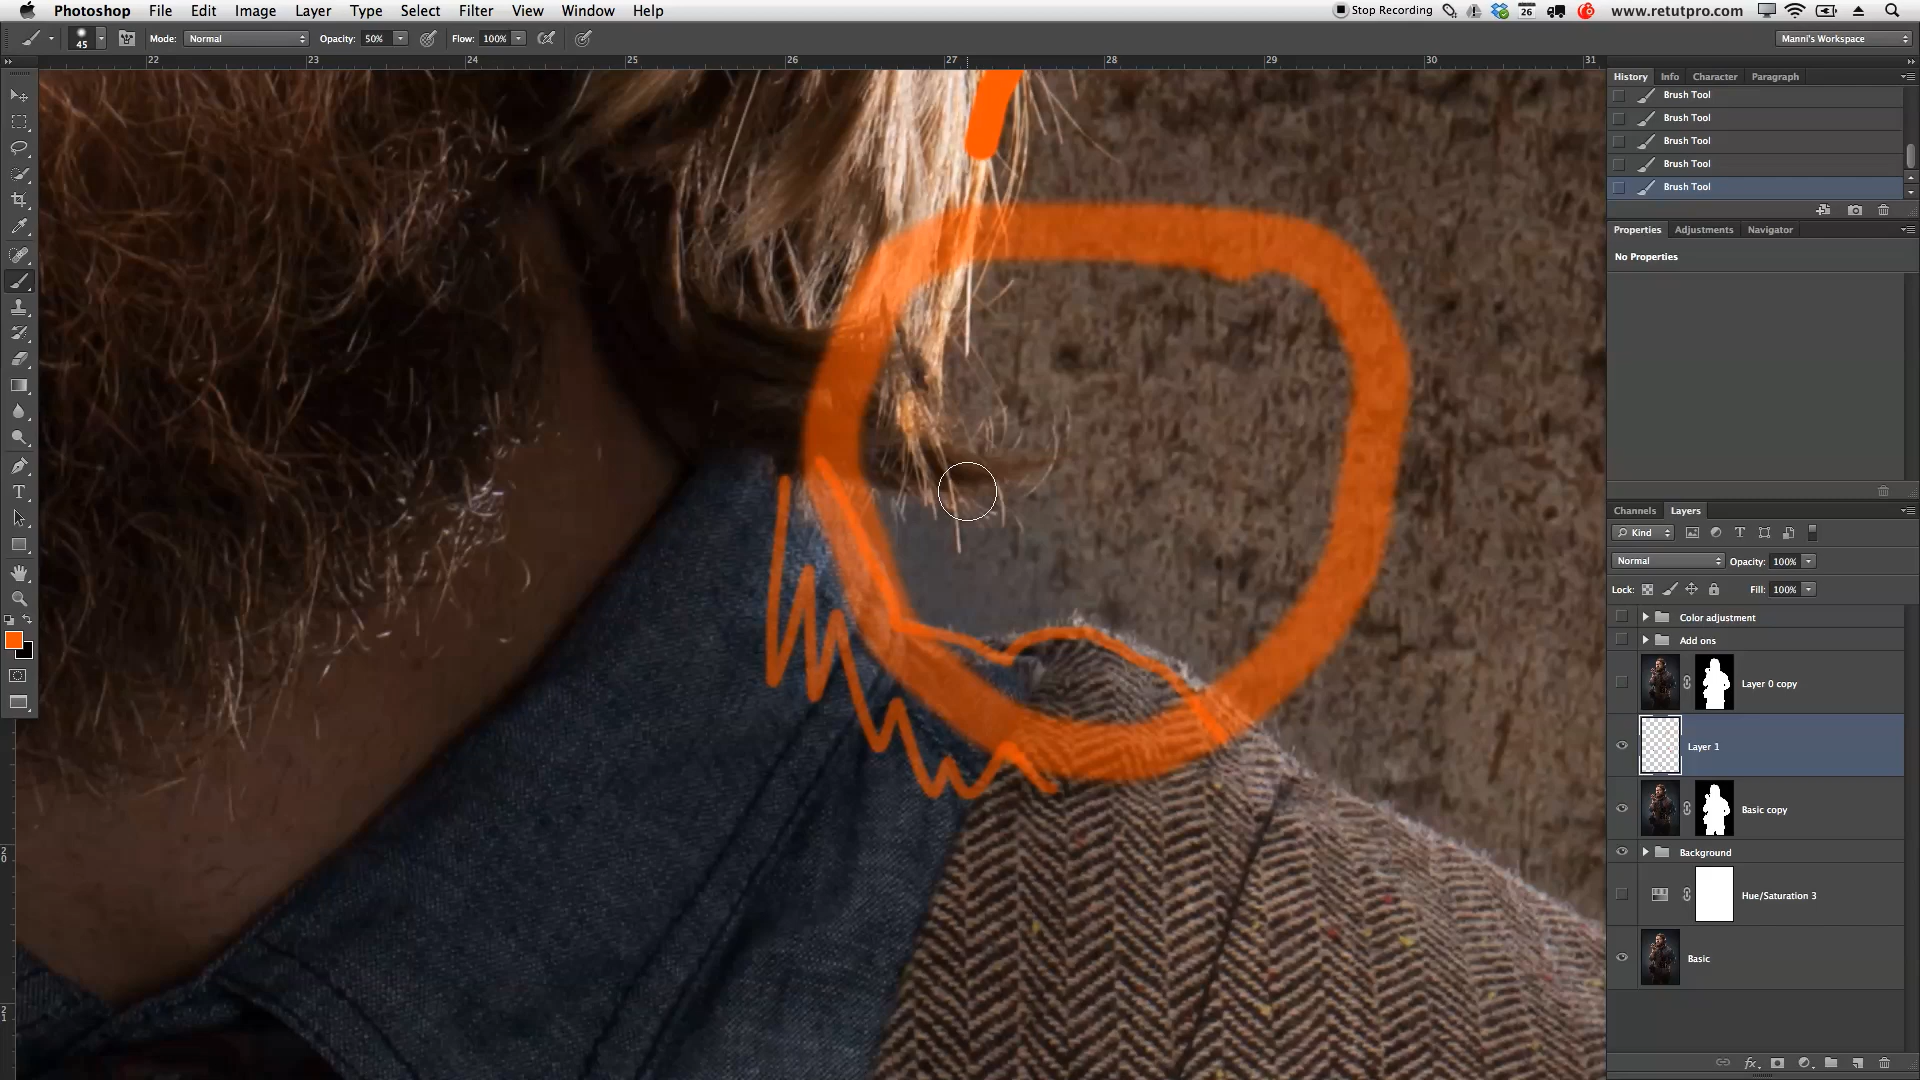 Photoshop File Edit Image Layer Type Select Filter View Window Help Stop Recording 26 www.retutpro.com
45 Mode: Normal Opacity: 50% Flow: 100% Manni's Workspace
22 23 24 25 26 27 28 29 30 31
History Info Character Paragraph
Brush Tool
Brush Tool
Brush Tool
Brush Tool
Brush Tool
Properties Adjustments Navigator
No Properties
Channels Layers
Kind
Normal Opacity: 100%
Lock: Fill: 100%
Color adjustment
Add ons
Layer 0 copy
Layer 1
Basic copy
Background
Hue/Saturation 3
Basic
20
21